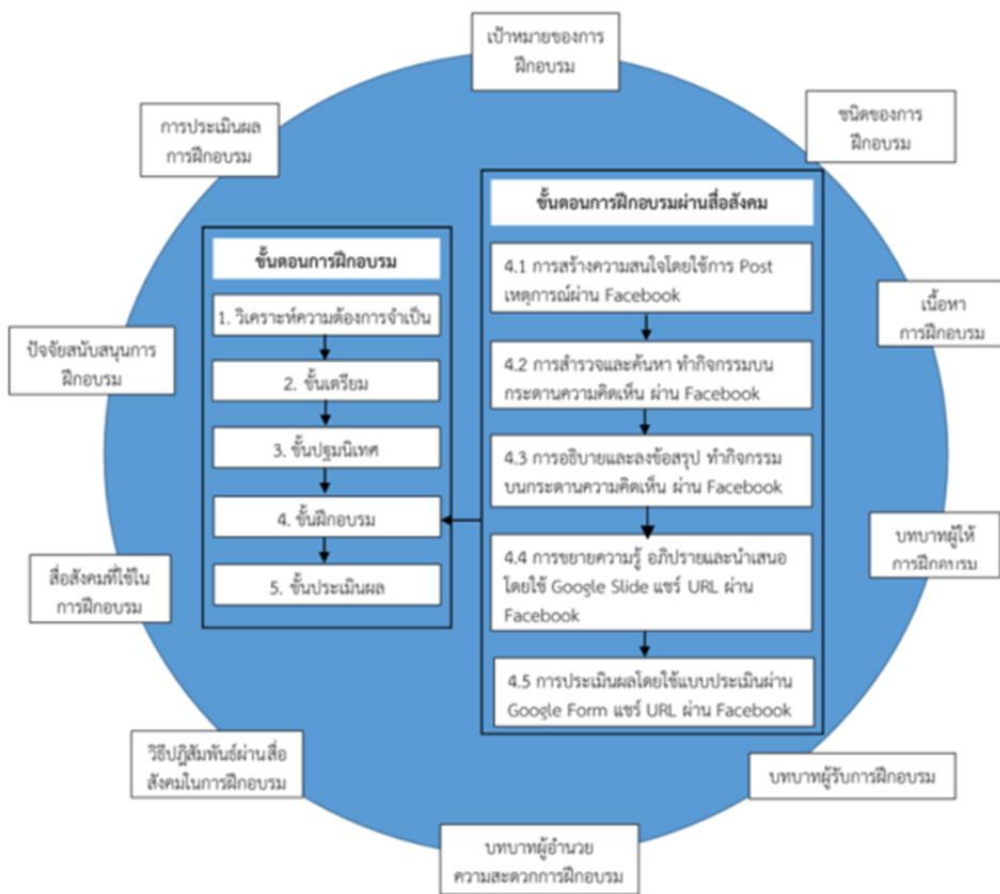 เป้าหมายของการ
ฝึกอบรม
ชนิดของการ
ฝึกอบรม
เนื้อหา
การฝึกอบรม
บทบาทผู้ให้
การฝึกอบรม
บทบาทผู้รับการฝึกอบรม
บทบาทผู้อำนวย
ความสะดวกการฝึกอบรม
วิธีปฏิสัมพันธ์ผ่านสื่อ
สังคมในการฝึกอบรม
สื่อสังคมที่ใช้ใน
การฝึกอบรม
ปัจจัยสนับสนุนการ
ฝึกอบรม
การประเมินผล
การฝึกอบรม
ขั้นตอนการฝึกอบรม
1. วิเคราะห์ความต้องการจำเป็น
2. ขั้นเตรียม
3. ขั้นปฐมนิเทศ
4. ขั้นฝึกอบรม
5. ขั้นประเมินผล
ขั้นตอนการฝึกอบรมผ่านสื่อสังคม
4.1 การสร้างความสนใจโดยใช้การ Post
เหตุการณ์ผ่าน Facebook
4.2 การสำรวจและค้นหา ทำกิจกรรมบน
กระดานความคิดเห็น ผ่าน Facebook
4.3 การอธิบายและลงข้อสรุป ทำกิจกรรม
บนกระดานความคิดเห็น ผ่าน Facebook
4.4 การขยายความรู้ อภิปรายและนำเสนอ
โดยใช้ Google Slide แชร์ URL ผ่าน
Facebook
4.5 การประเมินผลโดยใช้แบบประเมินผ่าน
Google Form แชร์ URL ผ่าน Facebook